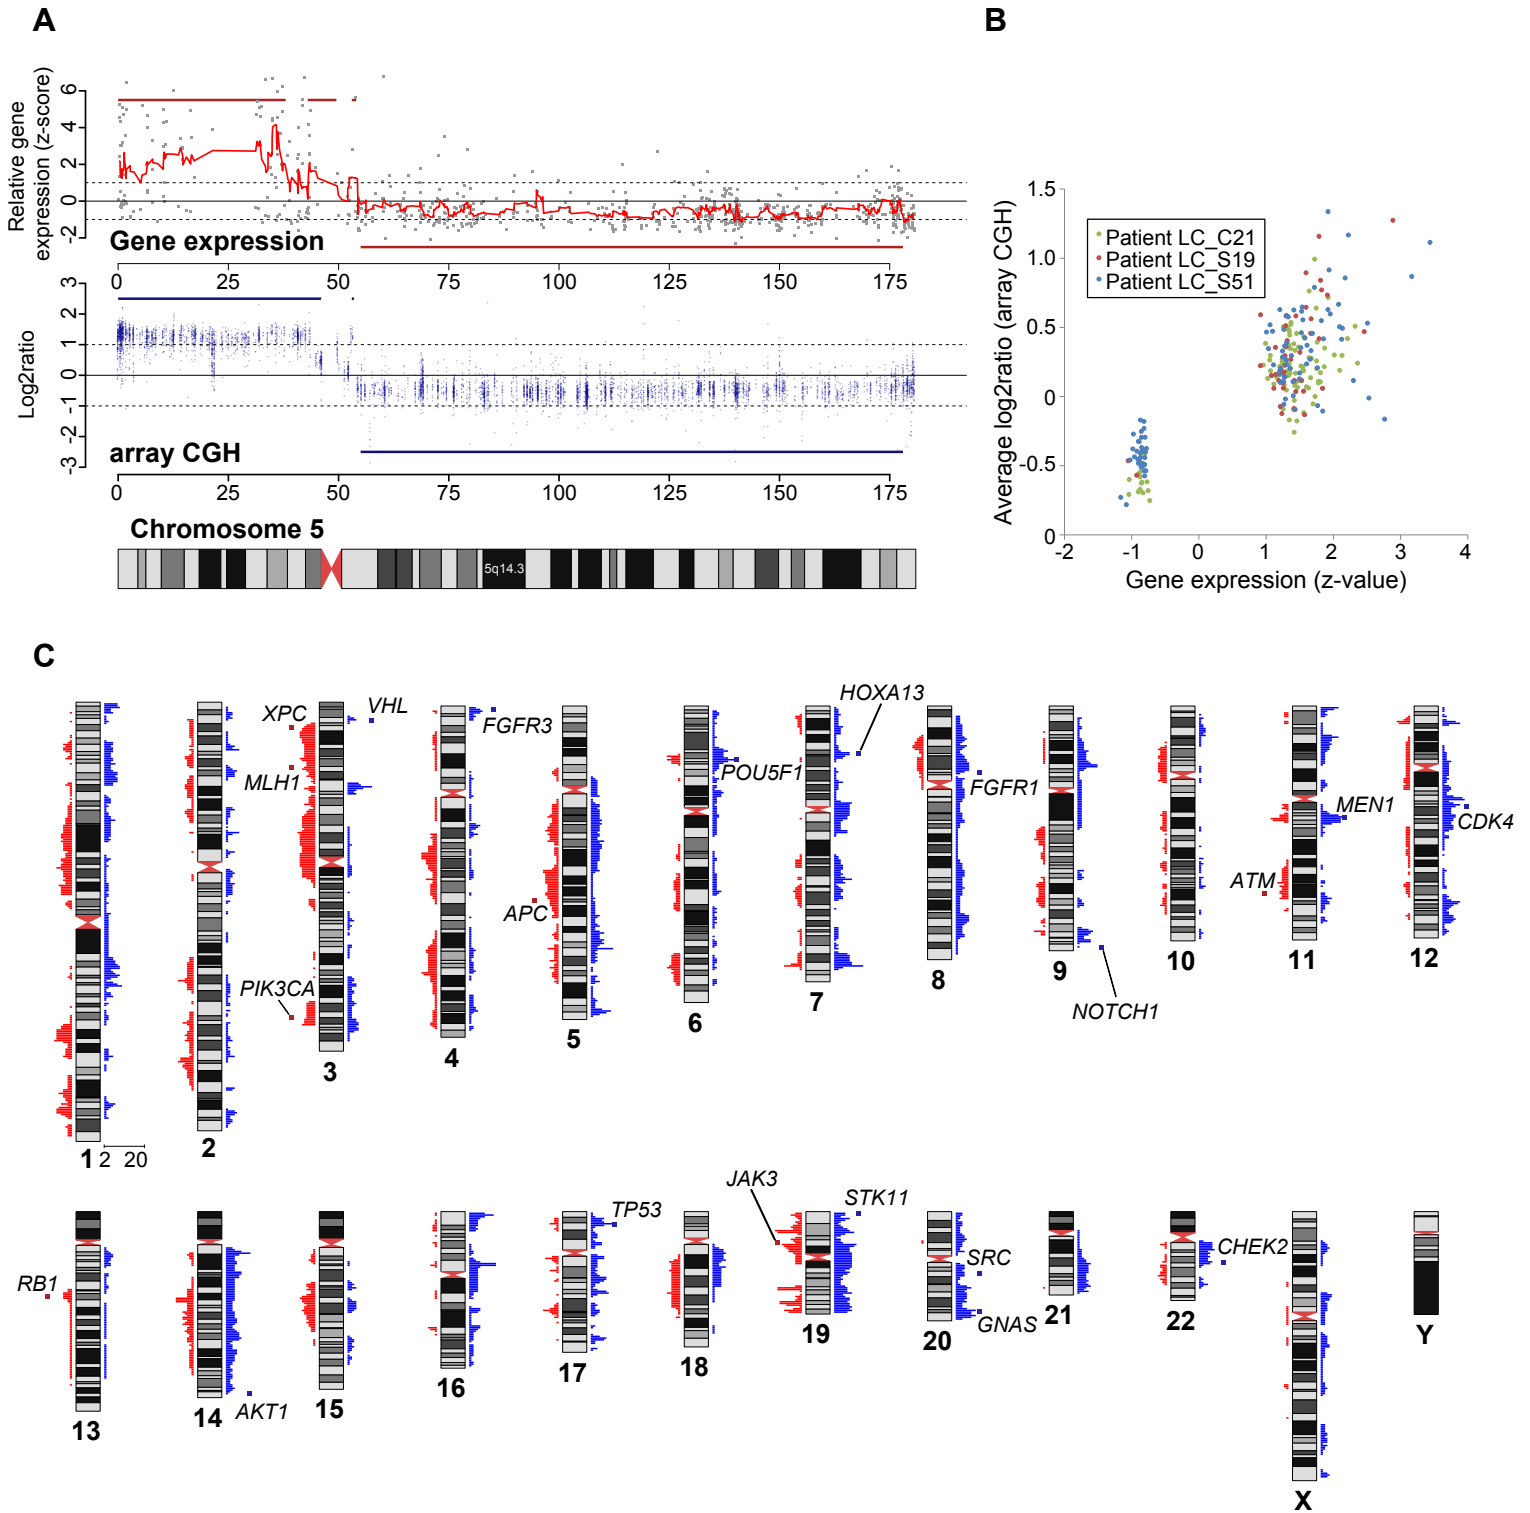 A
B
Relative gene
expression (z-score)
6
4
2
0
-2
Gene expression
0 25 50 75 100 125 150 175
Log2ratio
3
2
1
0
-1
-2
-3
array CGH
0 25 50 75 100 125 150 175
Chromosome 5
5q14.3
Average log2ratio (array CGH)
1.5
1.0
0.5
0
-0.5
0
Patient LC_C21
Patient LC_S19
Patient LC_S51
-2 -1 0 1 2 3 4
Gene expression (z-value)
C
XPC
VHL
MLH1
PIK3CA
FGFR3
APC
POU5F1
HOXA13
FGFR1
NOTCH1
ATM
MEN1
CDK4
1 2 3 4 5 6 7 8 9 10 11 12
2 20
RB1
AKT1
TP53
JAK3
STK11
SRC
GNAS
CHEK2
13 14 15 16 17 18 19 20 21 22 X Y